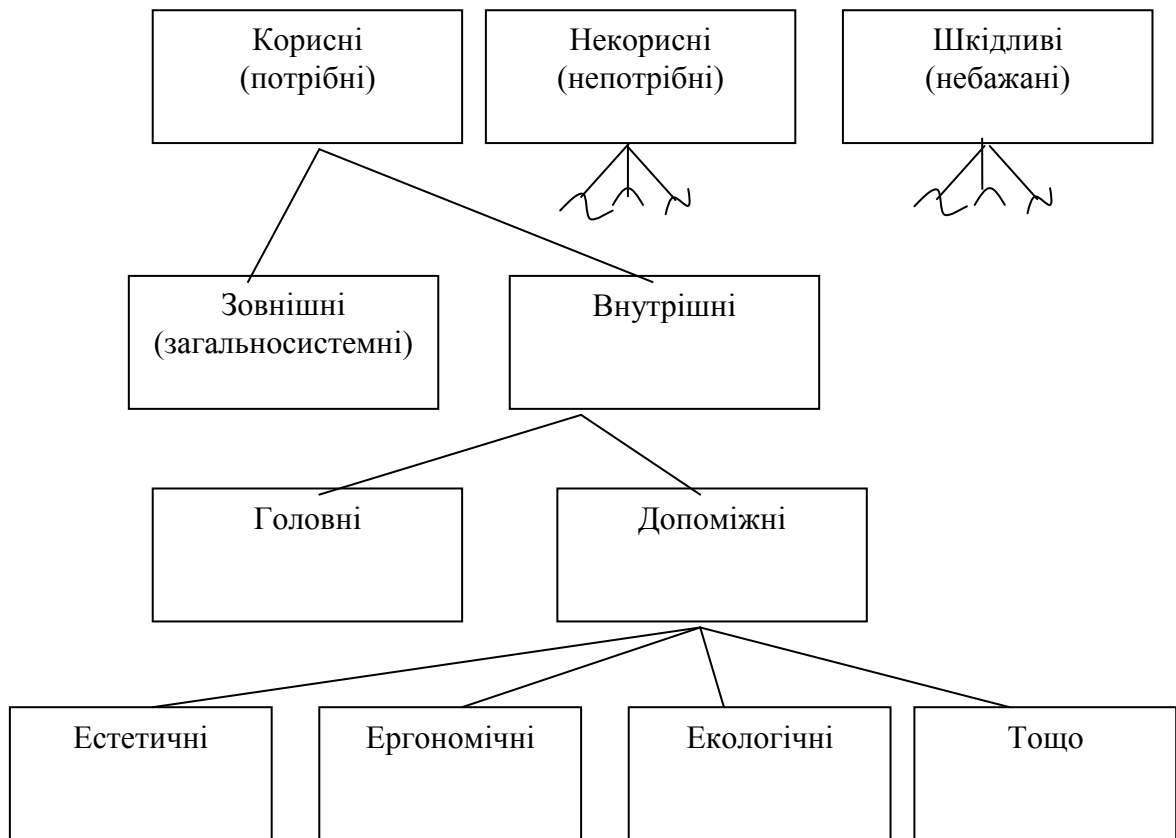 Корисні
(потрібні)
Некорисні
(непотрібні)
Шкідливі
(небажані)
Зовнішні
(загальносистемні)
Внутрішні
Головні
Допоміжні
Естетичні
Ергономічні
Екологічні
Тощо